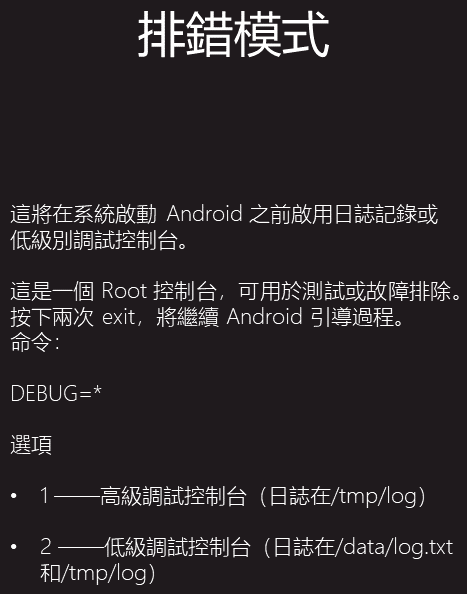 排錯模式
這將在系統啟動 Android 之前啟用日誌記錄或
低級別調試控制台。
這是一個 Root 控制台，可用於測試或故障排除。
按下兩次 exit，將繼續 Android 引導過程。
命令：
DEBUG=*
選項
• 1 ——高級調試控制台（日誌在/tmp/log）
• 2 ——低級調試控制台（日誌在/data/log.txt
和/tmp/log）